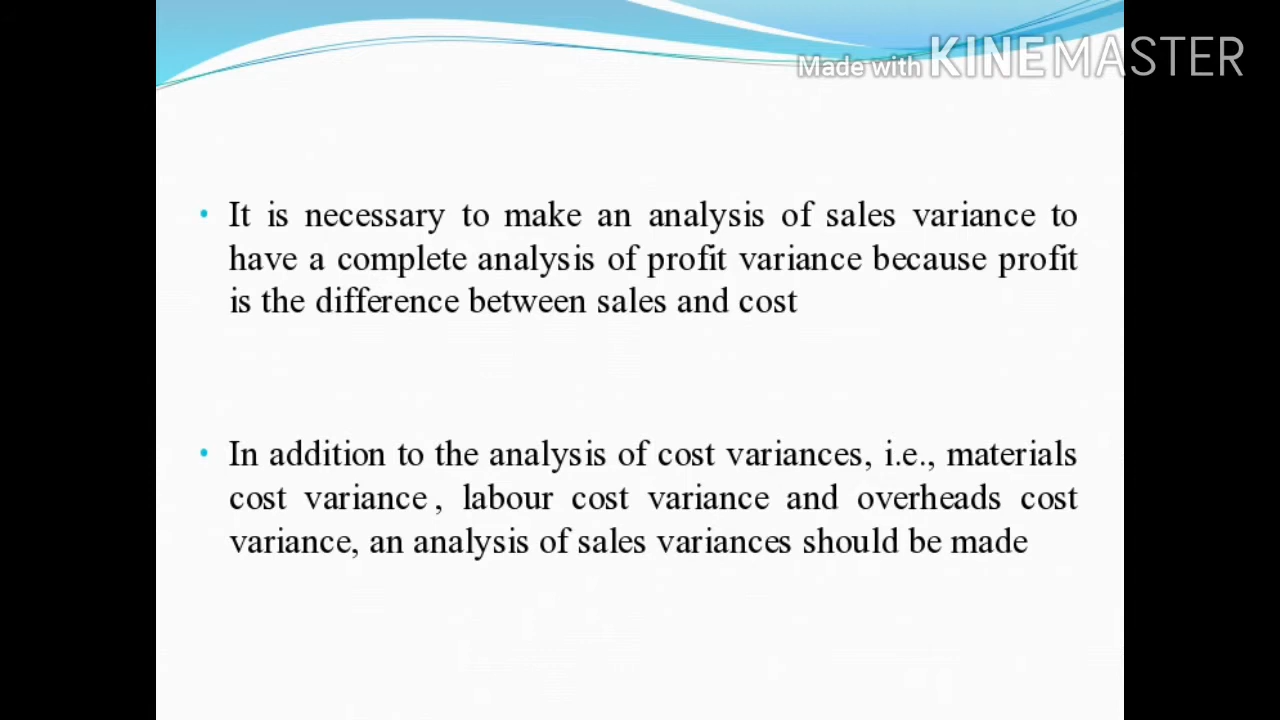 Made with KINEMASTER
• It is necessary to make an analysis of sales variance to
have a complete analysis of profit variance because profit
is the difference between sales and cost
• In addition to the analysis of cost variances, i.e., materials
cost variance , labour cost variance and overheads cost
variance, an analysis of sales variances should be made